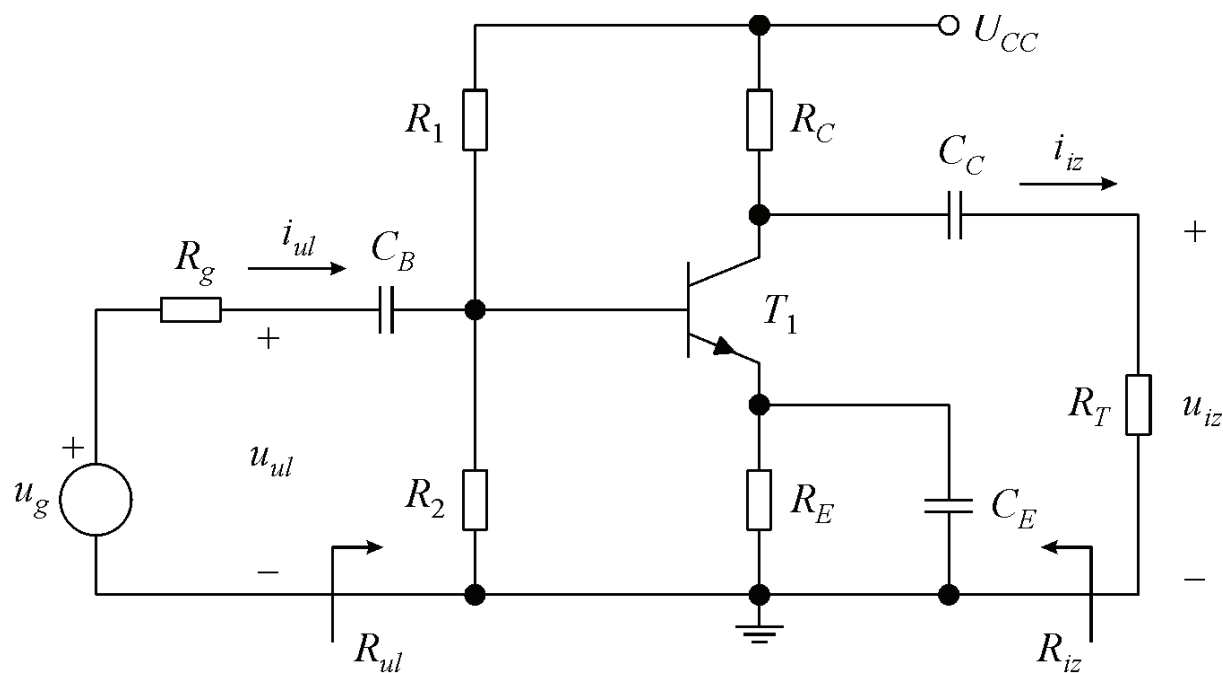 U_CC
R_1
R_C
C_C
i_iz
i_ul
C_B
R_g
T_1
+
+
R_T
u_iz
+
u_ul
u_g
R_2
R_E
C_E
−
−
R_ul
R_iz